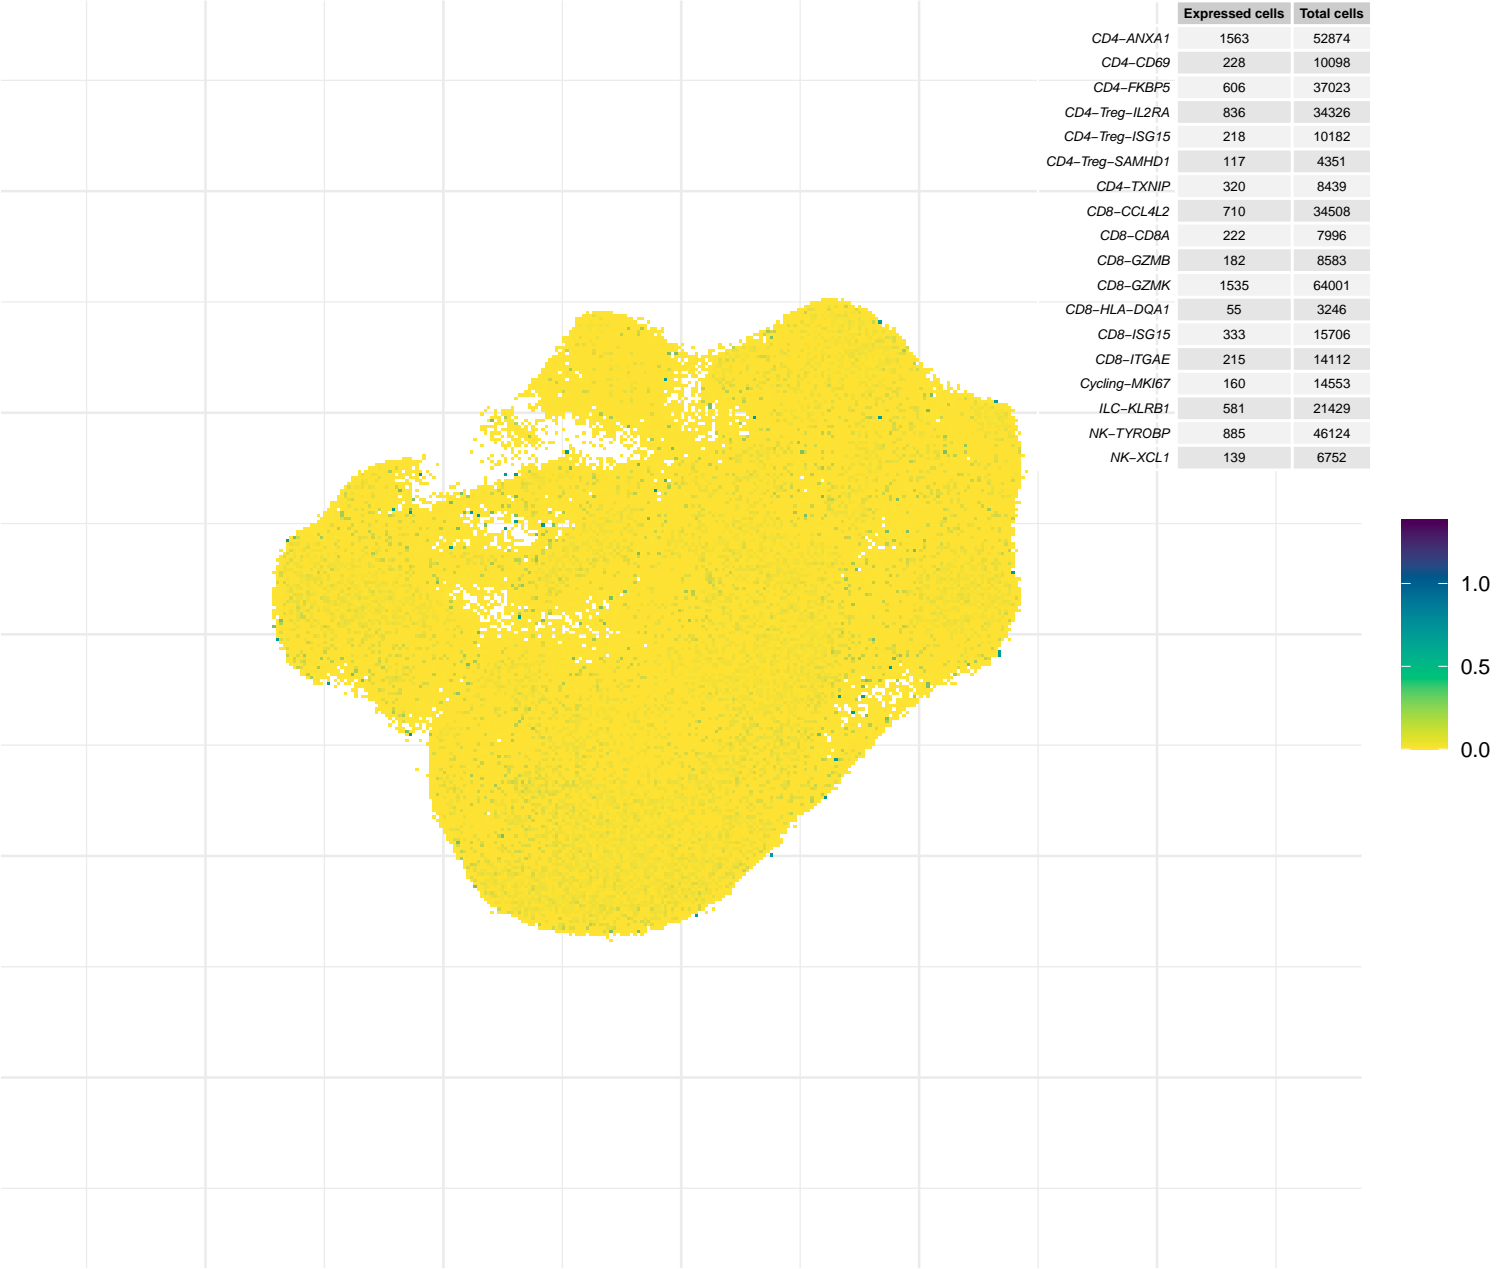 Expressed cells Total cells
CD4−ANXA1 1563 52874
CD4−CD69 228 10098
CD4−FKBP5 606 37023
CD4−Treg−IL2RA 836 34326
CD4−Treg−ISG15 218 10182
CD4−Treg−SAMHD1 117 4351
CD4−TXNIP 320 8439
CD8−CCL4L2 710 34508
CD8−CD8A 222 7996
CD8−GZMB 182 8583
CD8−GZMK 1535 64001
CD8−HLA−DQA1 55 3246
CD8−ISG15 333 15706
CD8−ITGAE 215 14112
Cycling−MKI67 160 14553
ILC−KLRB1 581 21429
NK−TYROBP 885 46124
NK−XCL1 139 6752
1.0
0.5
0.0